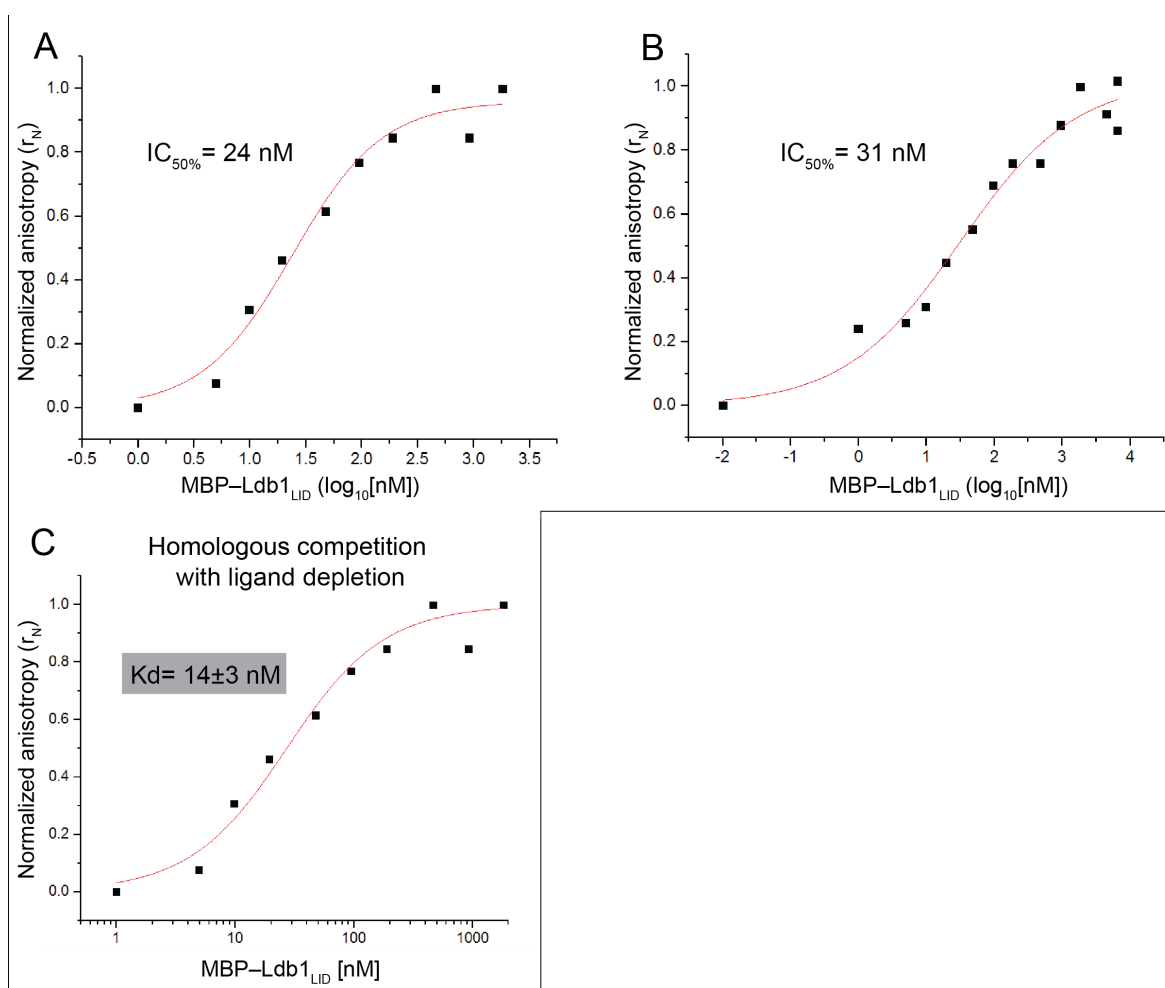 A
Normalized anisotropy (rN)
1.0
0.8
0.6
0.4
0.2
0.0
IC50%= 24 nM
-0.5 0.0 0.5 1.0 1.5 2.0 2.5 3.0 3.5
MBP–Ldb1LID (log10[nM])
B
Normalized anisotropy (rN)
1.0
0.8
0.6
0.4
0.2
0.0
IC50%= 31 nM
-2 -1 0 1 2 3 4
MBP–Ldb1LID (log10[nM])
C
Homologous competition
with ligand depletion
Normalized anisotropy (rN)
1.0
0.8
0.6
0.4
0.2
0.0
Kd= 14±3 nM
1 10 100 1000
MBP–Ldb1LID [nM]